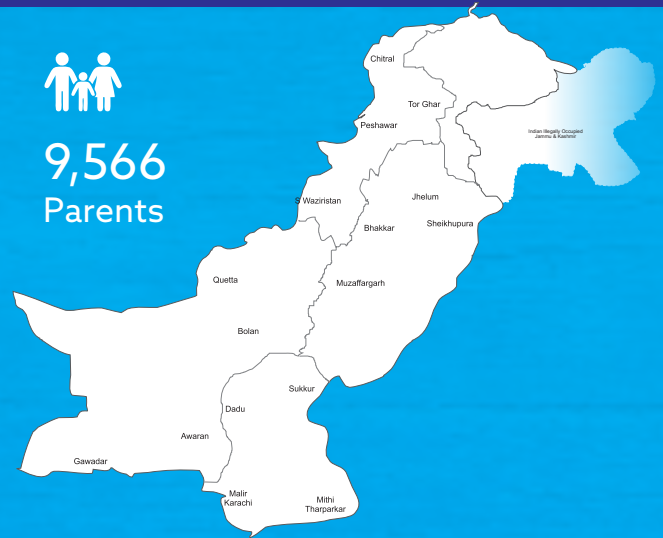 Chitral
Tor Ghar
Peshawar
Indian Illegally Occupied
Jammu & Kashmir
9,566
Parents
S Waziristan
Jhelum
Bhakkar
Sheikhupura
Quetta
Muzaffargarh
Bolan
Sukkur
Dadu
Awaran
Gawadar
Malir
Karachi
Mithi
Tharparkar